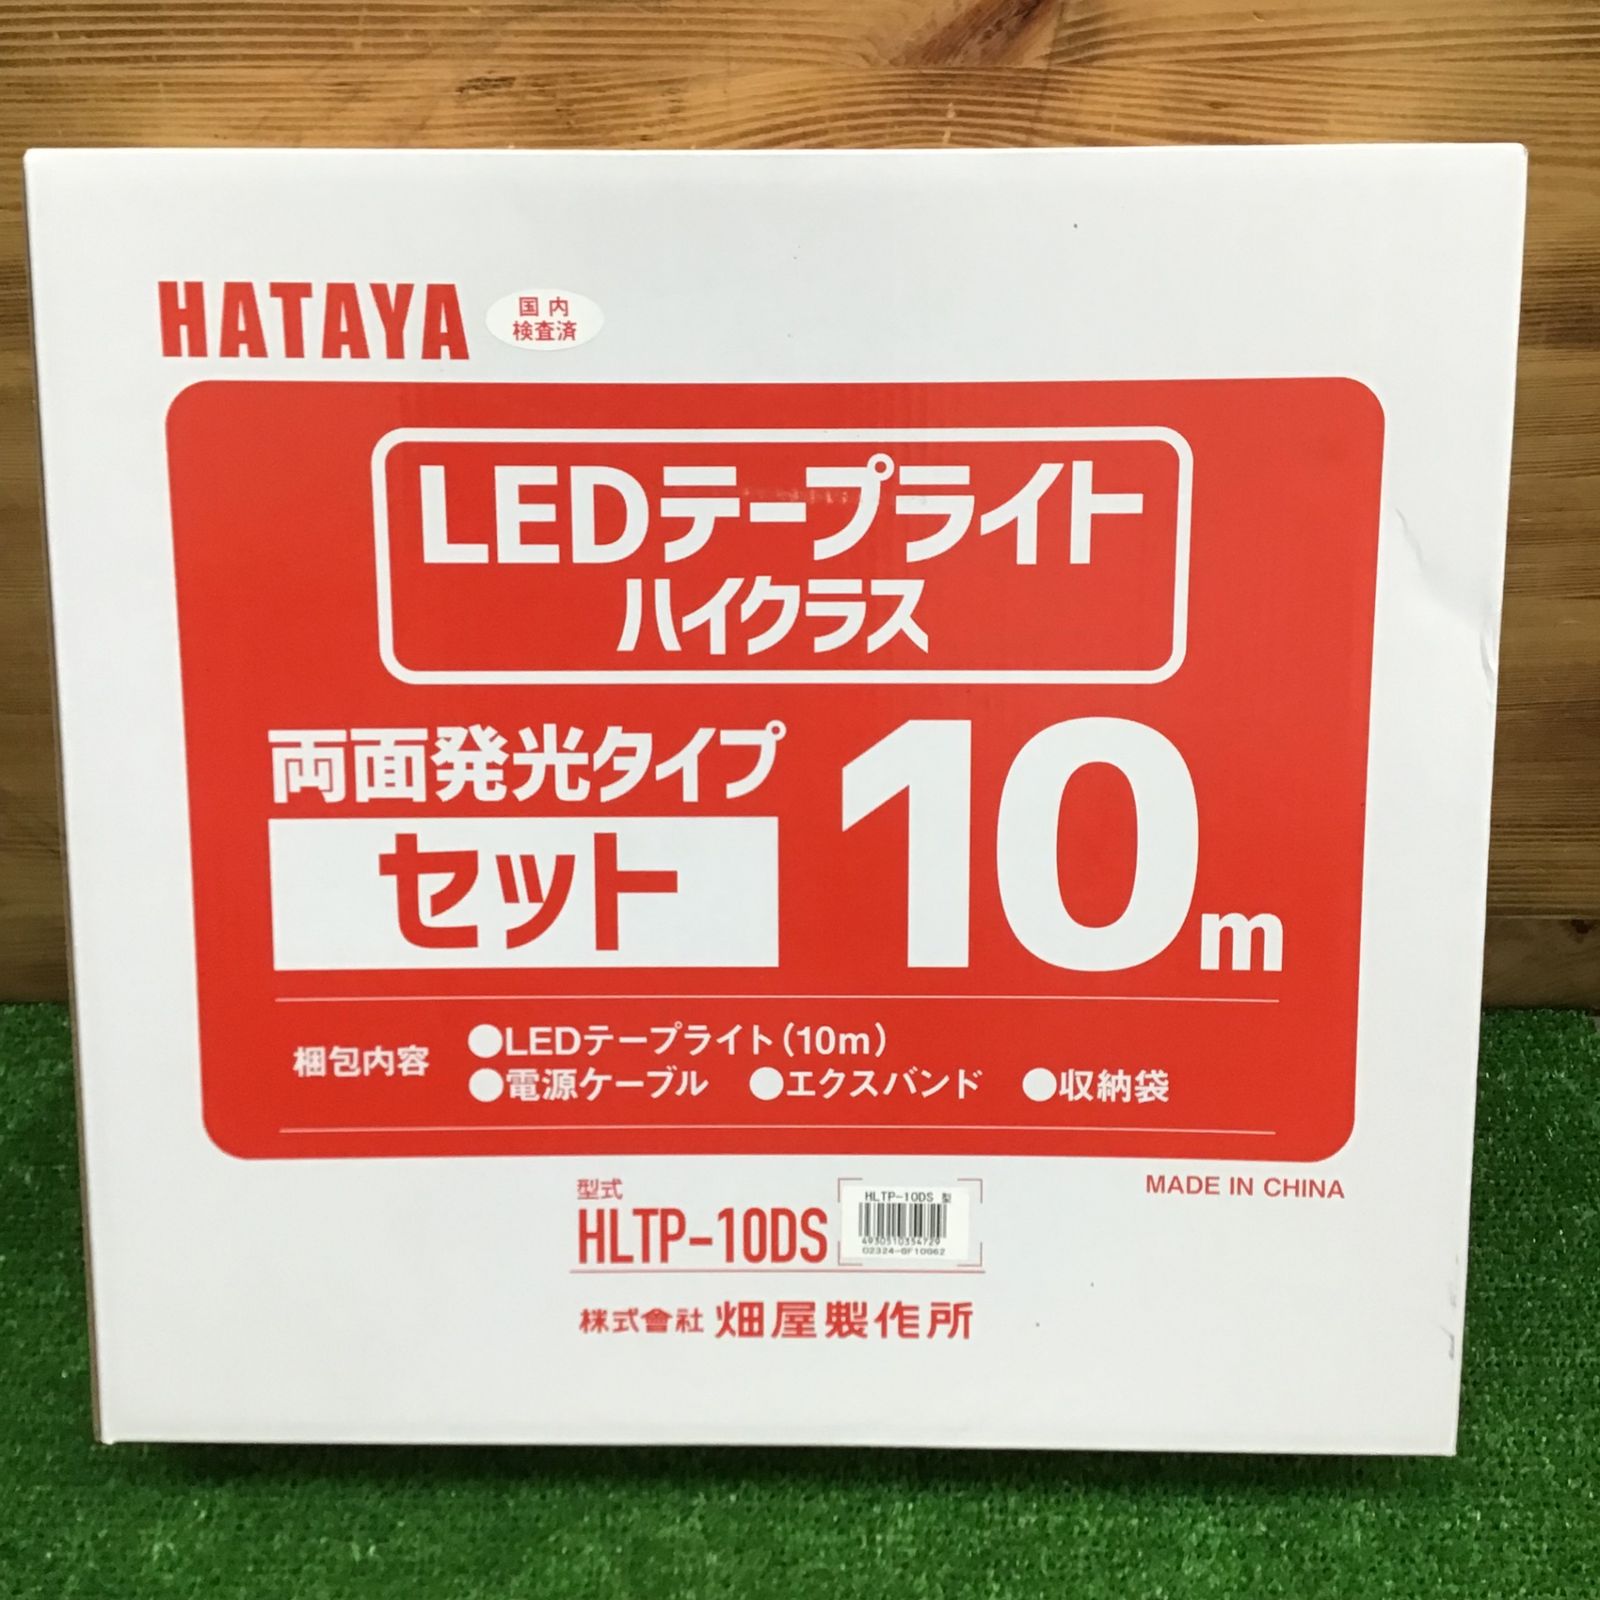 HATAYA
国内
検査済
LEDテープライト
ハイクラス
両面発光タイプ
セット
10m
梱包内容
●LEDテープライト(10m)
●電源ケーブル ●エクスバンド ●収納袋
MADE IN CHINA
型式
HLTP-10DS
HLTP-10DS 型
4930510354729
02324-GF10862
株式會社 畑屋製作所